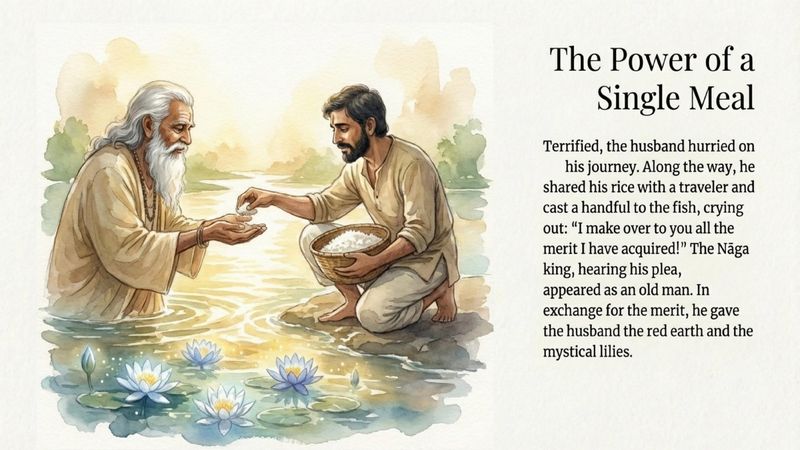 The Power of a
Single Meal
Terrified, the husband hurried on
his journey. Along the way, he
shared his rice with a traveler and
cast a handful to the fish, crying
out: “I make over to you all the
merit I have acquired!” The Nāga
king, hearing his plea,
appeared as an old man. In
exchange for the merit, he gave
the husband the red earth and the
mystical lilies.